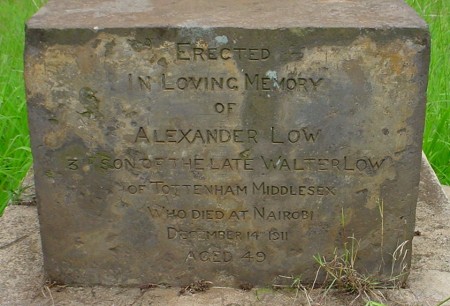 ERECTED
IN LOVING MEMORY
OF
ALEXANDER LOW
3RD SON OF THE LATE WALTER LOW
OF TOTTENHAM MIDDLESEX
WHO DIED AT NAIROBI
DECEMBER 14 1911
AGED 49